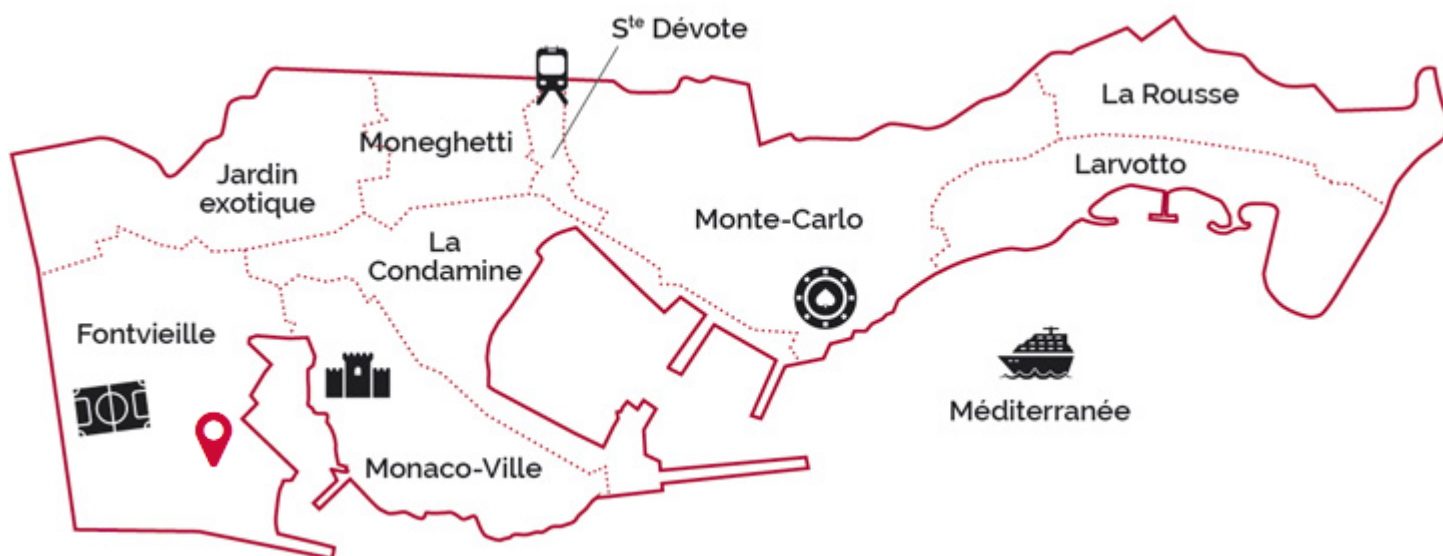 Sᵗᵉ Dévote
La Rousse
Moneghetti
Larvotto
Jardin
exotique
Monte-Carlo
La
Condamine
Fontvieille
Méditerranée
Monaco-Ville